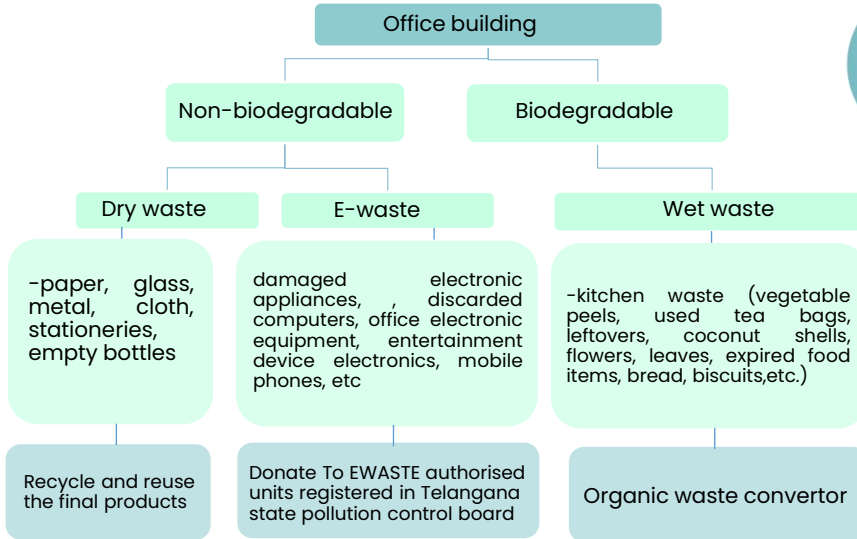 Office building
Non-biodegradable
Biodegradable
Dry waste
E-waste
Wet waste
-paper, glass,
metal, cloth,
stationeries,
empty bottles
damaged electronic
appliances, , discarded
computers, office electronic
equipment, entertainment
device electronics, mobile
phones, etc
-kitchen waste (vegetable
peels, used tea bags,
leftovers, coconut shells,
flowers, leaves, expired food
items, bread, biscuits,etc.)
Recycle and reuse
the final products
Donate To EWASTE authorised
units registered in Telangana
state pollution control board
Organic waste convertor